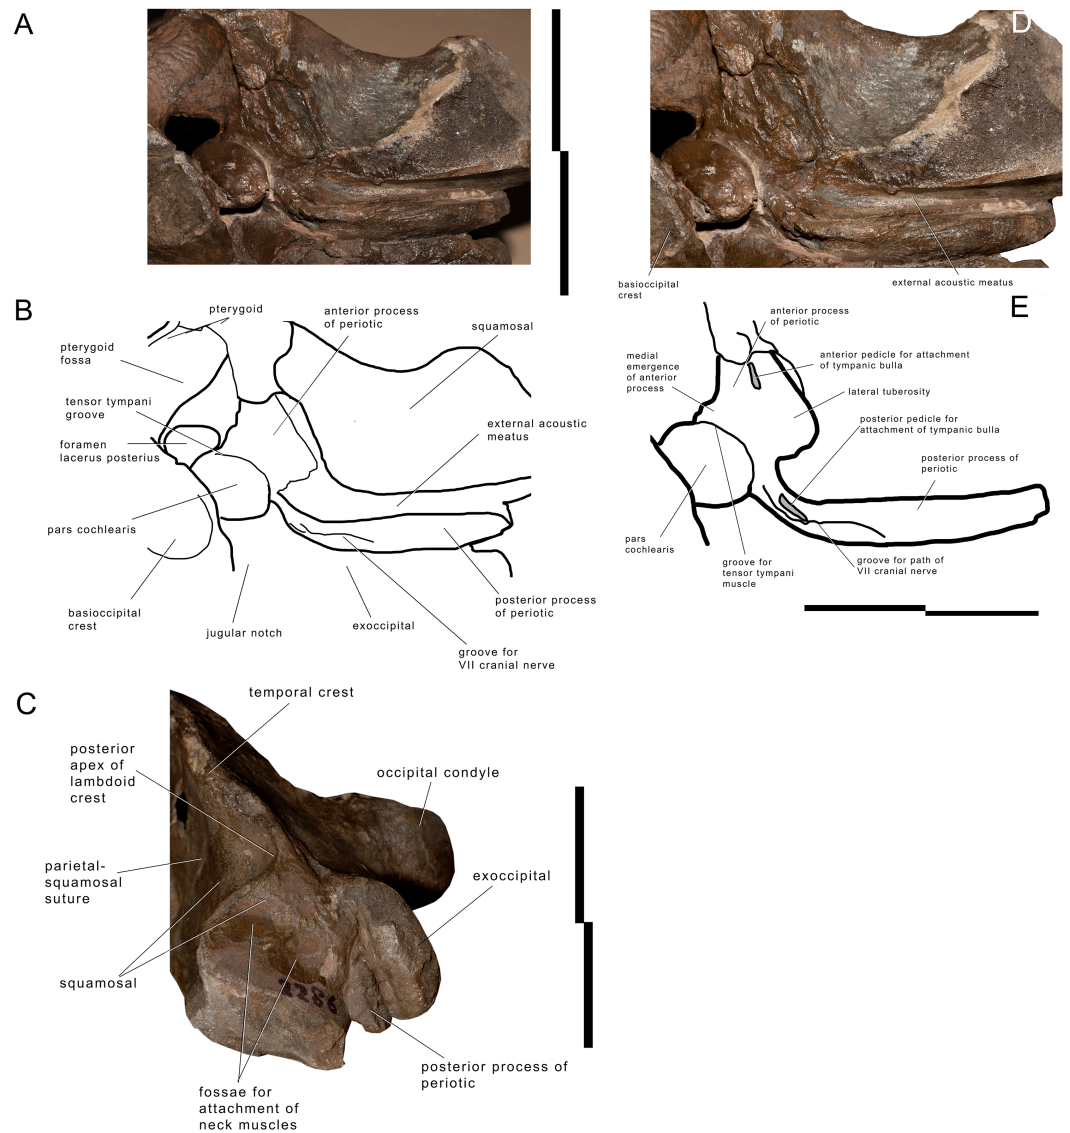 A
D
basioccipital
crest
external acoustic meatus
B
pterygoid
anterior process
of periotic
squamosal
pterygoid
fossa
tensor tympani
groove
foramen
lacerus posterius
external acoustic
meatus
pars cochlearis
basioccipital
crest
jugular notch
exoccipital
posterior process
of periotic
groove for
VII cranial nerve
E
anterior process
of periotic
medial
emergence
of anterior
process
anterior pedicle for attachment
of tympanic bulla
lateral tuberosity
posterior pedicle for
attachment of tympanic bulla
posterior process of
periotic
pars
cochlearis
groove for
tensor tympani
muscle
groove for path of
VII cranial nerve
C
temporal crest
posterior
apex of
lambdoid
crest
occipital condyle
parietal-
squamosal
suture
exoccipital
squamosal
2286
posterior process of
periotic
fossae for
attachment of
neck muscles